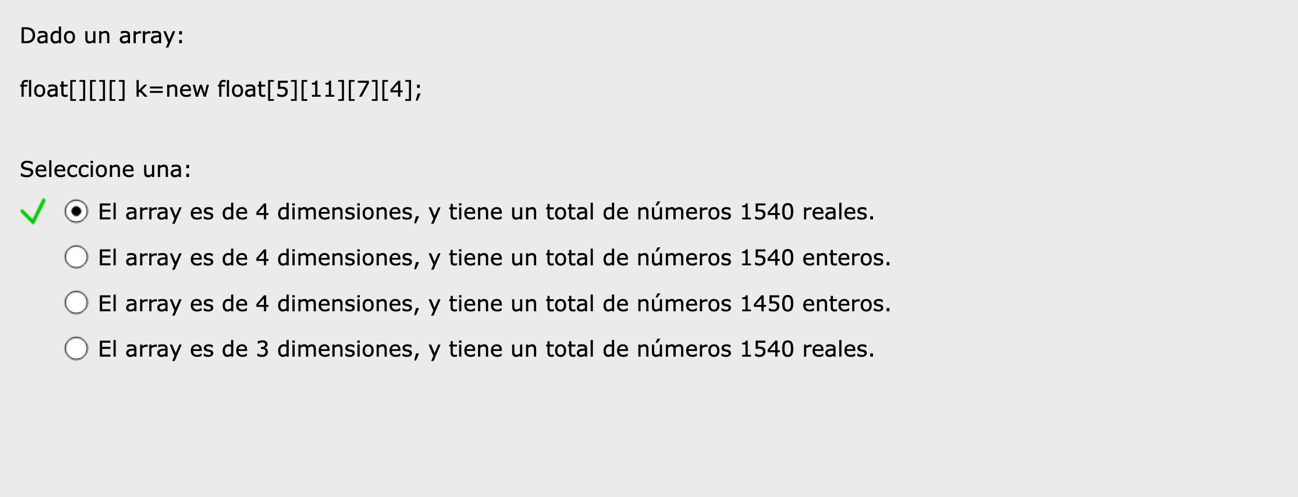 Dado un array:
float[][][] k=new float[5][11][7][4];
Seleccione una:
El array es de 4 dimensiones, y tiene un total de números 1540 reales.
El array es de 4 dimensiones, y tiene un total de números 1540 enteros.
El array es de 4 dimensiones, y tiene un total de números 1450 enteros.
El array es de 3 dimensiones, y tiene un total de números 1540 reales.